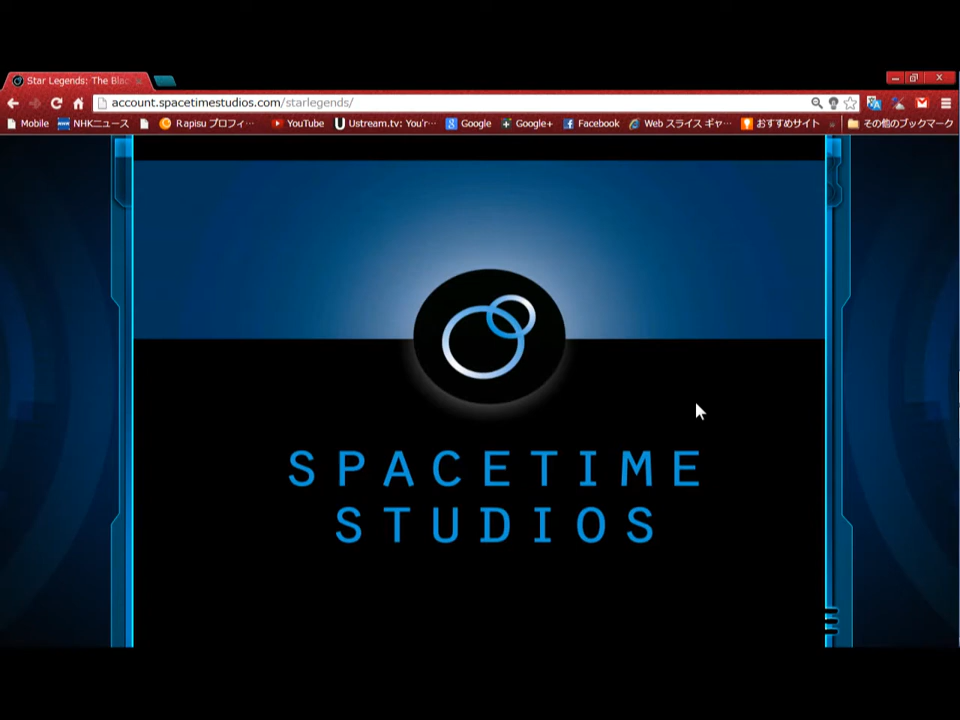 Star Legends: The Blac
account.spacetimestudios.com/starlegends/
Mobile NHKニュース Rapisu プロフィ… YouTube Ustream.tv: You'r… Google Google+ Facebook Web スライス ギャ… おすすめサイト » その他のブックマーク
SPACETIME
STUDIOS